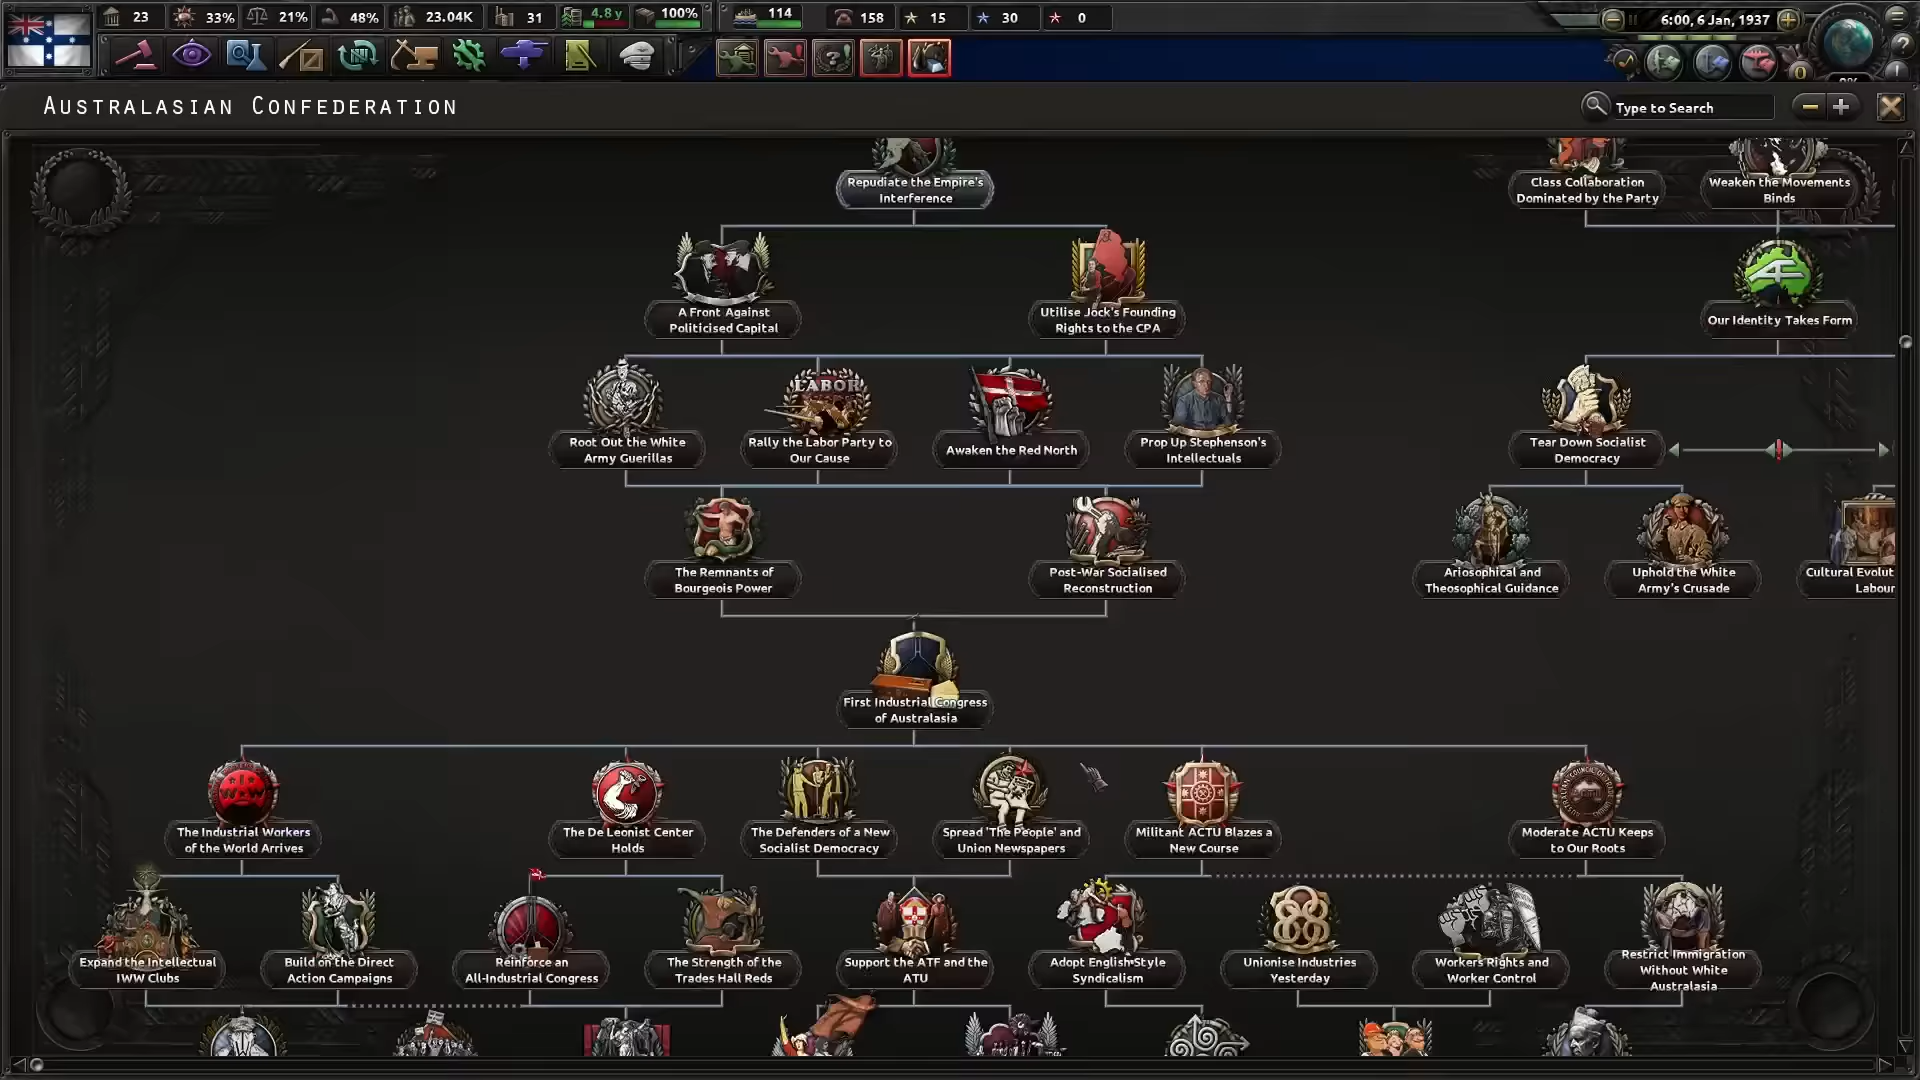 23
33%
21%
48%
23.04K
31
4.8 y
100%
114
158
15
30
0
6:00, 6 Jan, 1937
0
Australasian Confederation
Type to Search
Repudiate the Empire's
Interference
Class Collaboration
Dominated by the Party
Weaken the Movements
Binds
A Front Against
Politicised Capital
Utilise Jock's Founding
Rights to the CPA
Our Identity Takes Form
LABOR
Root Out the White
Army Guerillas
Rally the Labor Party to
Our Cause
Awaken the Red North
Prop Up Stephenson's
Intellectuals
Tear Down Socialist
Democracy
The Remnants of
Bourgeois Power
Post-War Socialised
Reconstruction
Ariosophical and
Theosophical Guidance
Uphold the White
Army's Crusade
Cultural Evolut
Labour
First Industrial Congress
of Australasia
The Industrial Workers
of the World Arrives
The De Leonist Center
Holds
The Defenders of a New
Socialist Democracy
Spread 'The People' and
Union Newspapers
Militant ACTU Blazes a
New Course
Moderate ACTU Keeps
to Our Roots
Expand the Intellectual
IWW Clubs
Build on the Direct
Action Campaigns
Reinforce an
All-Industrial Congress
The Strength of the
Trades Hall Reds
Support the ATF and the
ATU
Adopt English-Style
Syndicalism
Unionise Industries
Yesterday
Workers Rights and
Worker Control
Restrict Immigration
Without White
Australasia